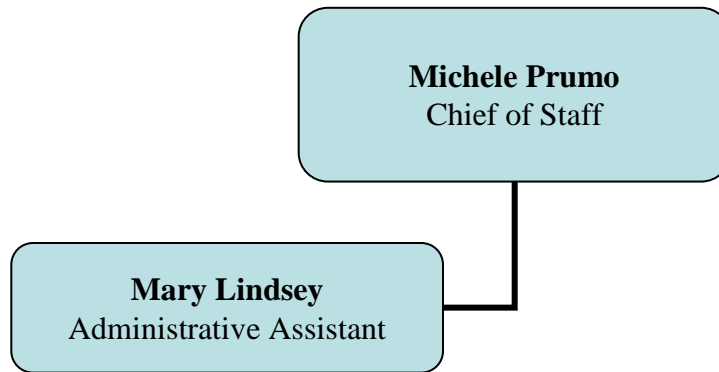 Michele Prumo
Chief of Staff
Mary Lindsey
Administrative Assistant